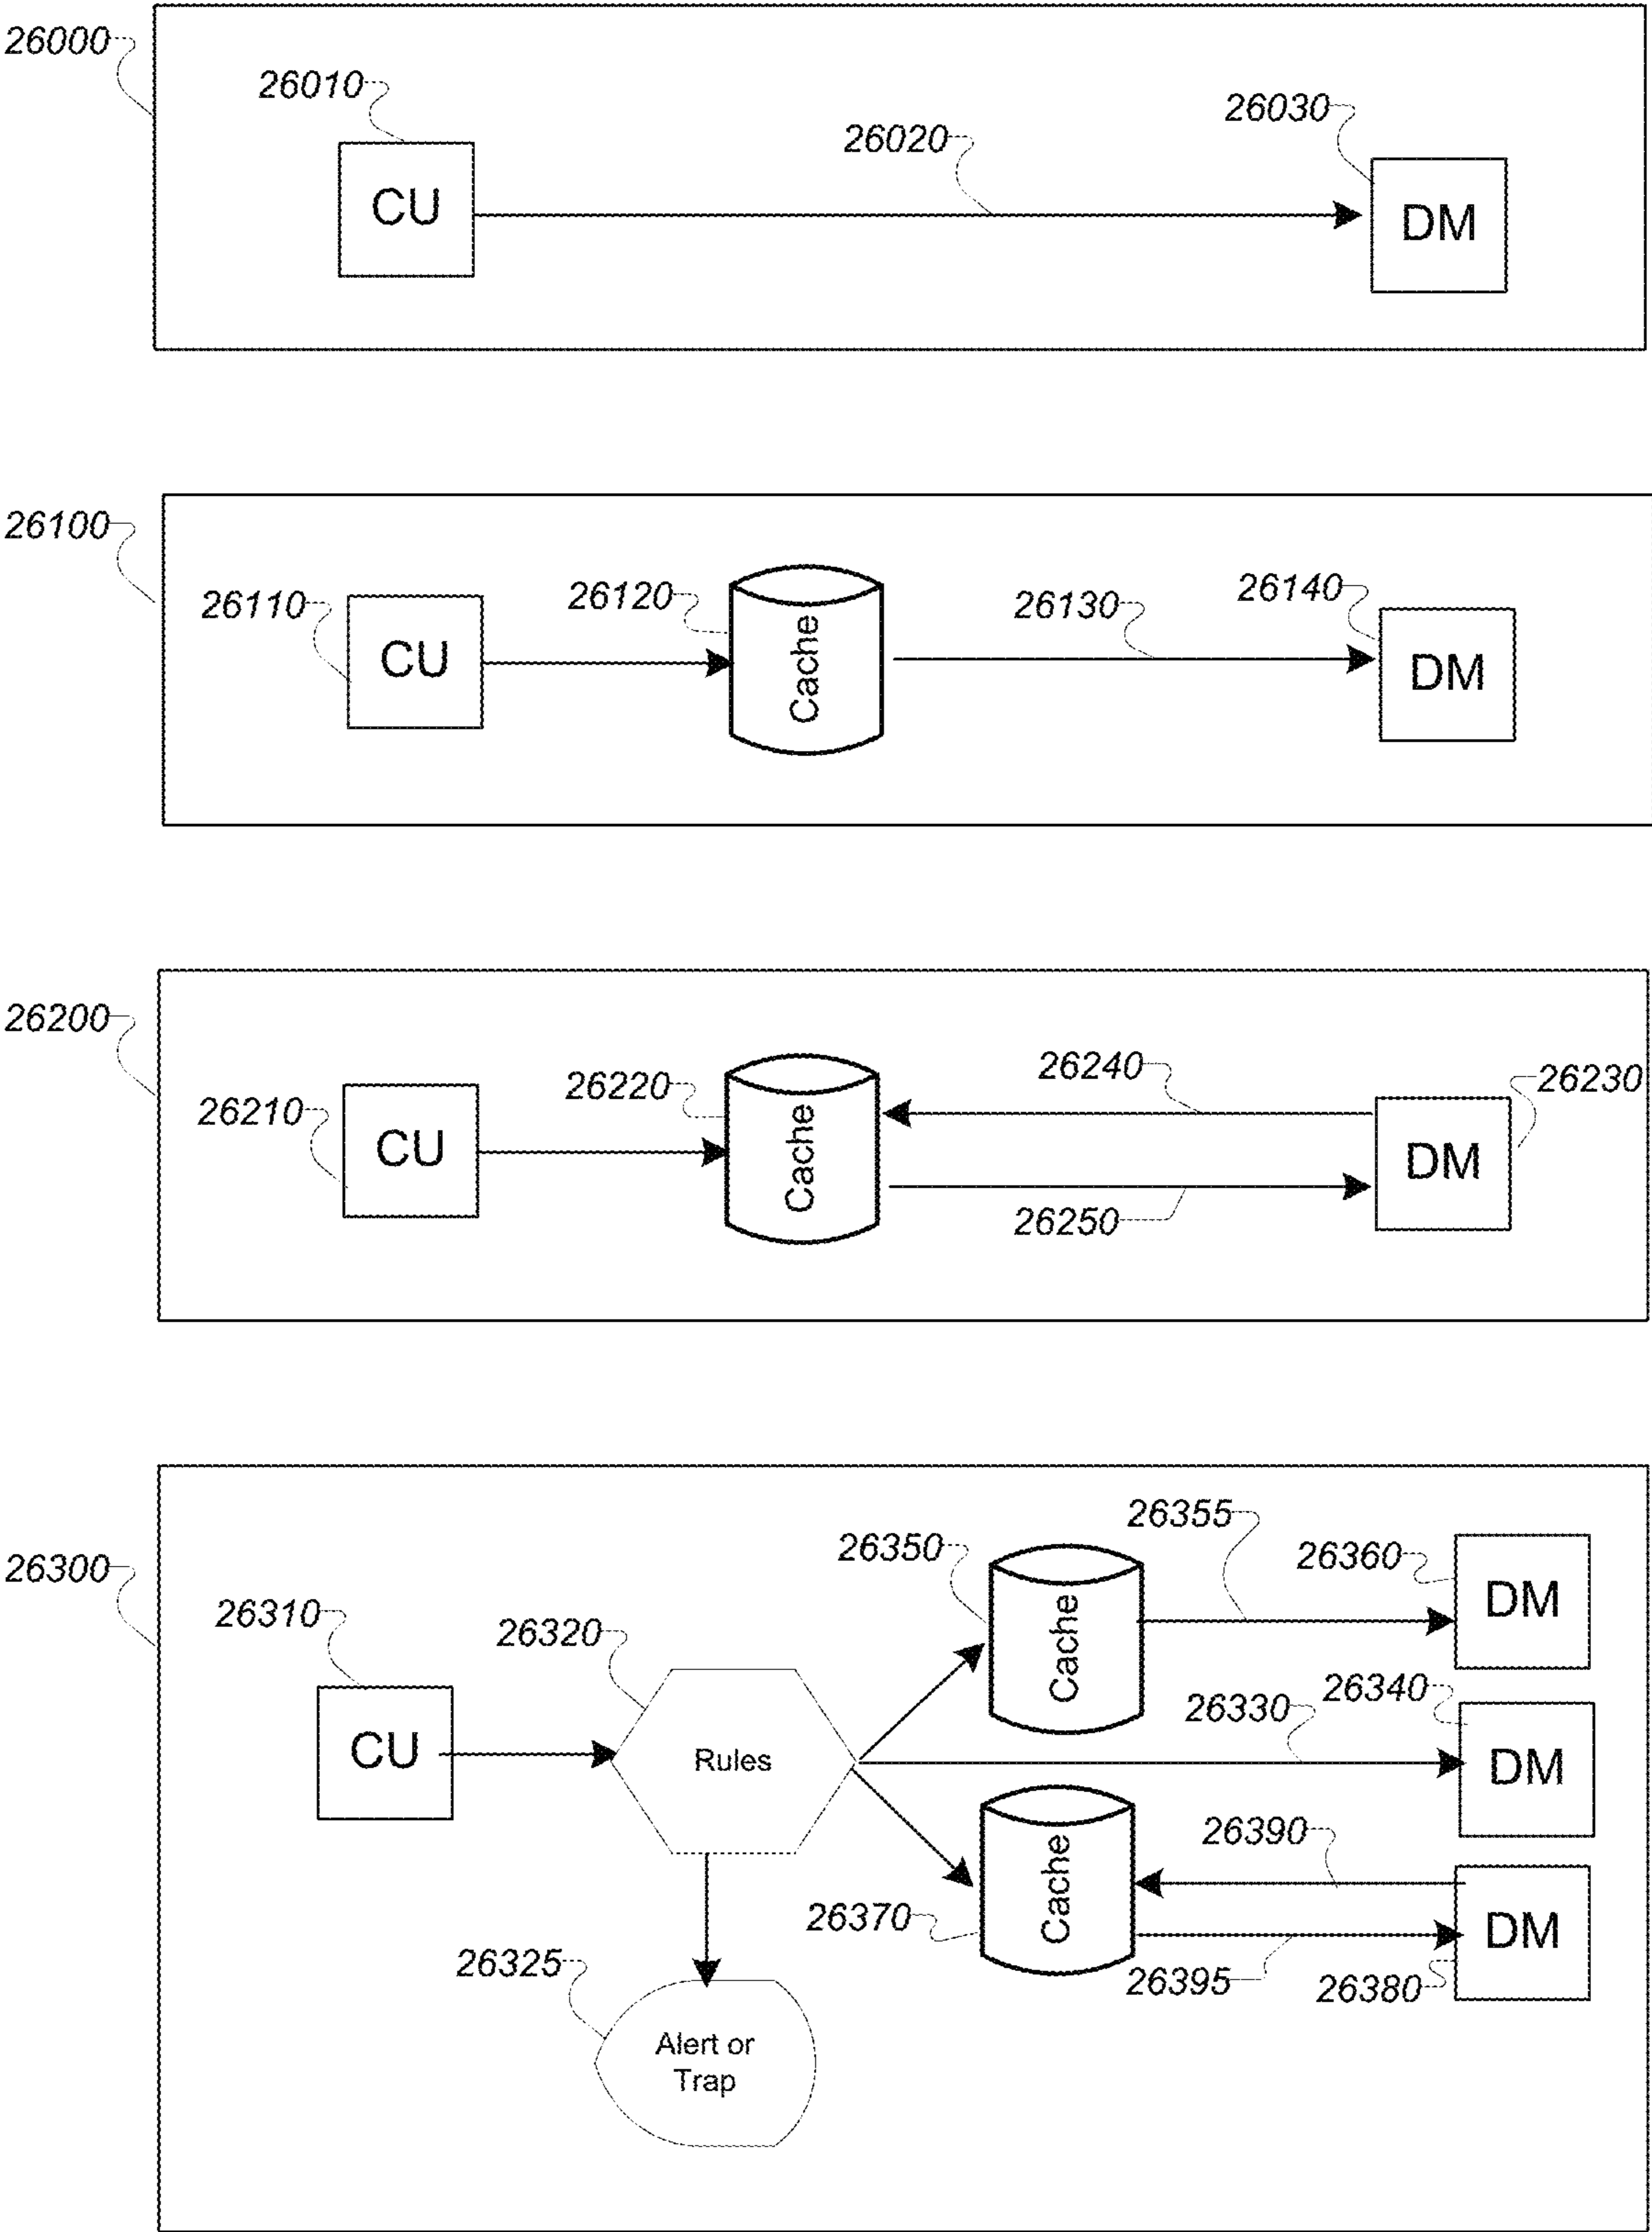 26000
26010
26020
26030
CU
DM
26100
26110
26120
26130
26140
CU
Cache
DM
26200
26210
26220
26240
26230
CU
Cache
DM
26250
26300
26310
26320
26350
26355
26360
Cache
DM
26330
26340
CU
Rules
DM
26390
26370
Cache
DM
26395
26380
26325
Alert or
Trap